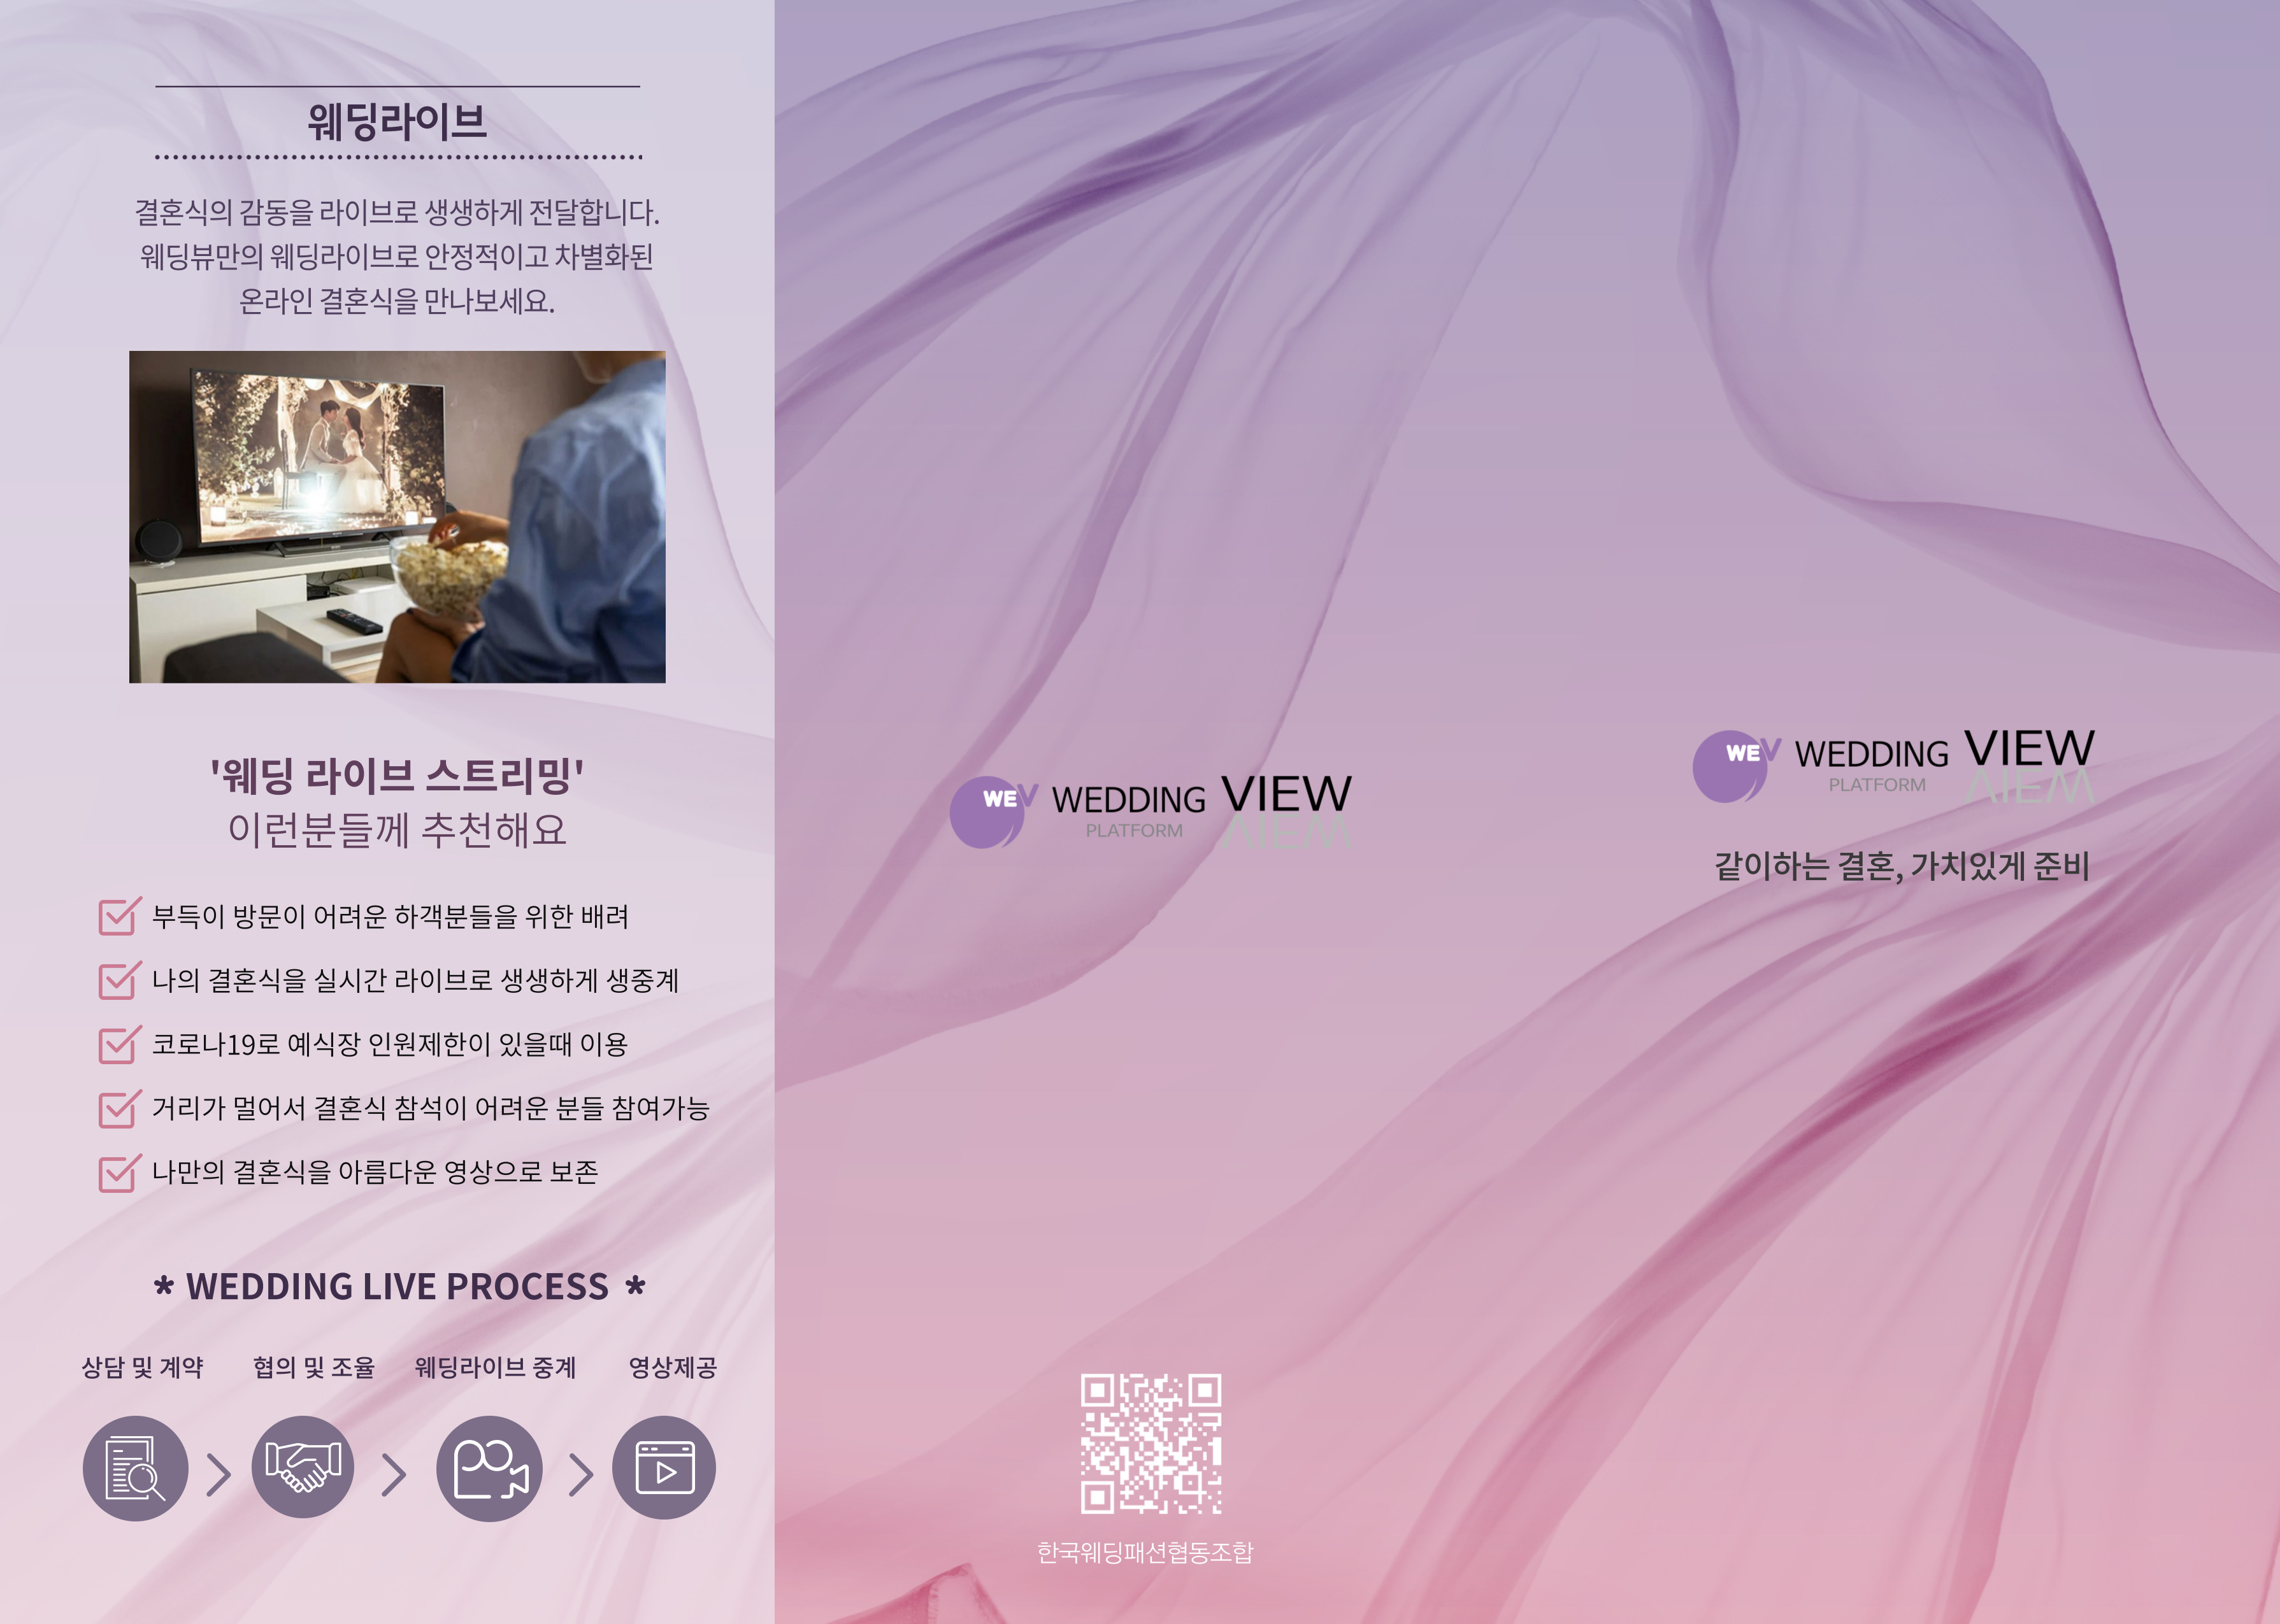 웨딩라이브
결혼식의 감동을 라이브로 생생하게 전달합니다.
웨딩뷰만의 웨딩라이브로 안정적이고 차별화된
온라인 결혼식을 만나보세요.
'웨딩 라이브 스트리밍'
이런분들께 추천해요
부득이 방문이 어려운 하객분들을 위한 배려
나의 결혼식을 실시간 라이브로 생생하게 생중계
코로나19로 예식장 인원제한이 있을때 이용
거리가 멀어서 결혼식 참석이 어려운 분들 참여가능
나만의 결혼식을 아름다운 영상으로 보존
* WEDDING LIVE PROCESS *
상담 및 계약 협의 및 조율 웨딩라이브 중계 영상제공
WEV WEDDING VIEW
PLATFORM VIEW
한국웨딩패션협동조합
WEV WEDDING VIEW
PLATFORM VIEW
같이하는 결혼, 가치있게 준비